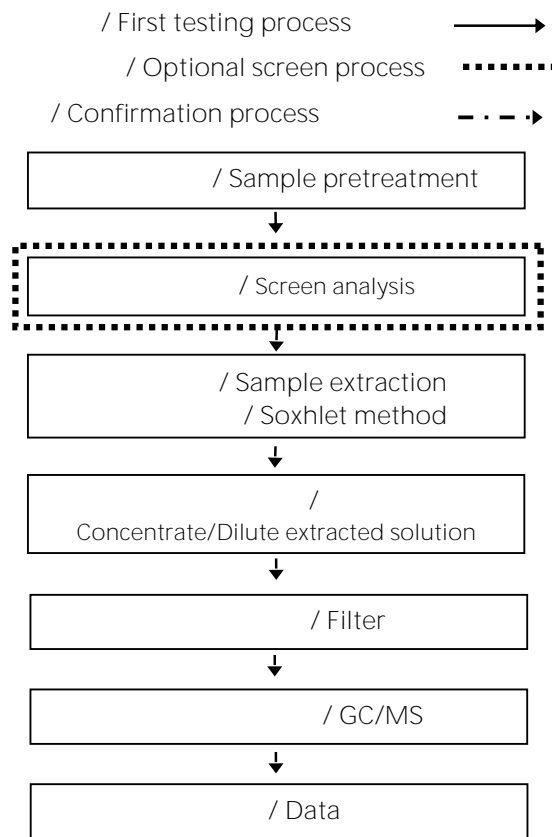 / First testing process
/ Optional screen process
/ Confirmation process
/ Sample pretreatment
/ Screen analysis
/ Sample extraction
/ Soxhlet method
/
Concentrate/Dilute extracted solution
/ Filter
/ GC/MS
/ Data